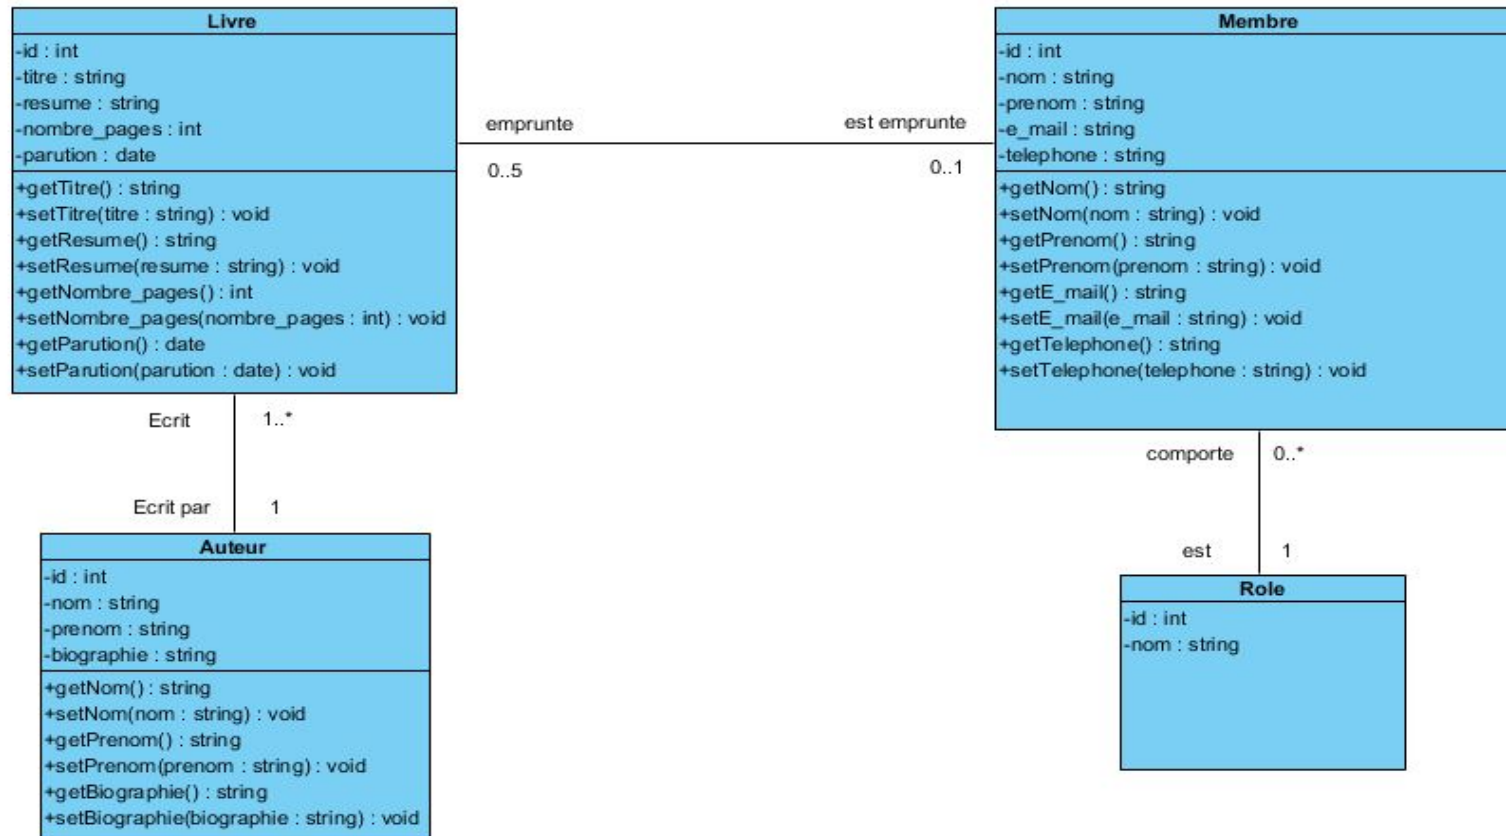 Livre
-id : int
-titre : string
-resume : string
-nombre_pages : int
-parution : date
+getTitre() : string
+setTitre(titre : string) : void
+getResume() : string
+setResume(resume : string) : void
+getNombre_pages() : int
+setNombre_pages(nombre_pages : int) : void
+getParution() : date
+setParution(parution : date) : void
emprunte
0..5
est emprunte
0..1
Membre
-id : int
-nom : string
-prenom : string
-e_mail : string
-telephone : string
+getNom() : string
+setNom(nom : string) : void
+getPrenom() : string
+setPrenom(prenom : string) : void
+getE_mail() : string
+setE_mail(e_mail : string) : void
+getTelephone() : string
+setTelephone(telephone : string) : void
Ecrit
1..*
Ecrit par
1
Auteur
-id : int
-nom : string
-prenom : string
-biographie : string
+getNom() : string
+setNom(nom : string) : void
+getPrenom() : string
+setPrenom(prenom : string) : void
+getBiographie() : string
+setBiographie(biographie : string) : void
comporte
0..*
est
1
Role
-id : int
-nom : string